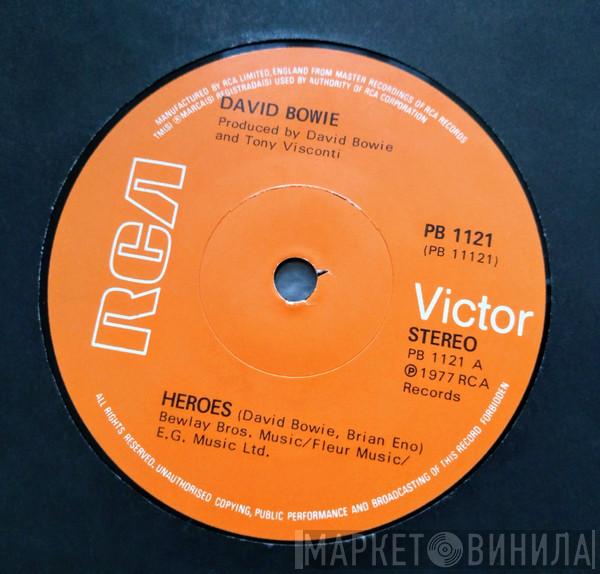 MANUFACTURED BY RCA LIMITED, ENGLAND FROM MASTER RECORDINGS OF RCA RECORDS
TM(S) ® MARCA(S) REGISTRADA(S) USED BY AUTHORITY OF RCA CORPORATION
DAVID BOWIE
Produced by David Bowie
and Tony Visconti
RCA
PB 1121
(PB 11121)
Victor
STEREO
PB 1121 A
℗1977 RCA
Records
HEROES (David Bowie, Brian Eno)
Bewlay Bros. Music/Fleur Music/
E.G. Music Ltd.
ALL RIGHTS RESERVED, UNAUTHORISED COPYING, PUBLIC PERFORMANCE AND BROADCASTING OF THIS RECORD FORBIDDEN
МАРКЕТ ВИНИЛА